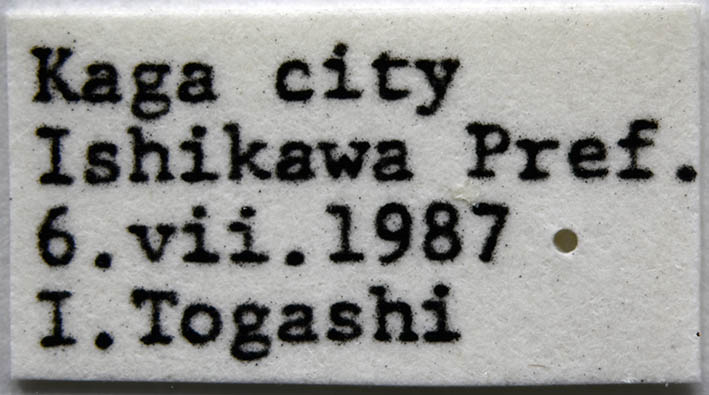 Kaga city
Ishikawa Pref.
6.vii.1987
I.Togashi